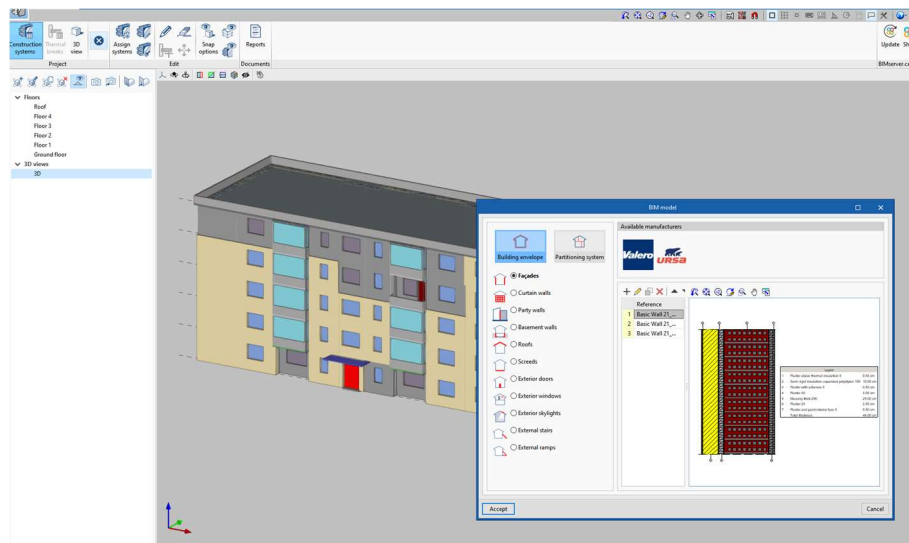 Construction systems
Thermal breaks
3D view
Assign systems
Snap options
Reports
Update
Project
Edit
Documents
BIMserver.ce
Floors
Roof
Floor 4
Floor 3
Floor 2
Floor 1
Ground floor
3D views
3D
BIM model
Building envelope
Partitioning system
Façades
Curtain walls
Party walls
Basement walls
Roofs
Screeds
Exterior doors
Exterior windows
Exterior skylights
External stairs
External ramps
Available manufacturers
Valero
URSA
Reference
1 Basic Wall 21_...
2 Basic Wall 21_...
3 Basic Wall 21_...
Accept
Cancel